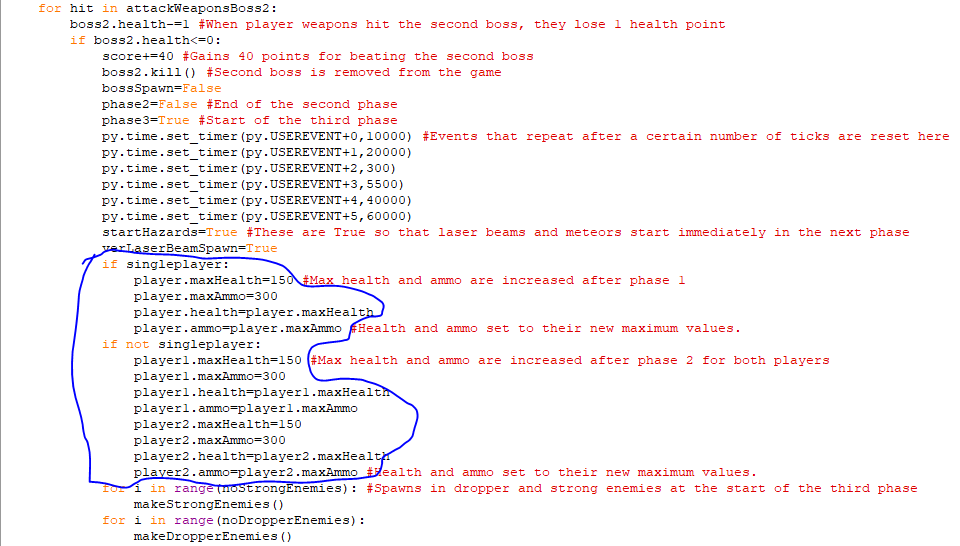 for hit in attackWeaponsBoss2:
boss2.health-=1 #When player weapons hit the second boss, they lose 1 health point
if boss2.health<=0:
score+=40 #Gains 40 points for beating the second boss
boss2.kill() #Second boss is removed from the game
bossSpawn=False
phase2=False #End of the second phase
phase3=True #Start of the third phase
py.time.set_timer(py.USEREVENT+0,10000) #Events that repeat after a certain number of ticks are reset here
py.time.set_timer(py.USEREVENT+1,20000)
py.time.set_timer(py.USEREVENT+2,300)
py.time.set_timer(py.USEREVENT+3,5500)
py.time.set_timer(py.USEREVENT+4,40000)
py.time.set_timer(py.USEREVENT+5,60000)
startHazards=True #These are True so that laser beams and meteors start immediately in the next phase
verLaserBeamSpawn=True
if singleplayer:
player.maxHealth=150 #Max health and ammo are increased after phase 1
player.maxAmmo=300
player.health=player.maxHealth
player.ammo=player.maxAmmo #Health and ammo set to their new maximum values.
if not singleplayer:
player1.maxHealth=150 #Max health and ammo are increased after phase 2 for both players
player1.maxAmmo=300
player1.health=player1.maxHealth
player1.ammo=player1.maxAmmo
player2.maxHealth=150
player2.maxAmmo=300
player2.health=player2.maxHealth
player2.ammo=player2.maxAmmo #Health and ammo set to their new maximum values.
for i in range(noStrongEnemies): #Spawns in dropper and strong enemies at the start of the third phase
makeStrongEnemies()
for i in range(noDropperEnemies):
makeDropperEnemies()